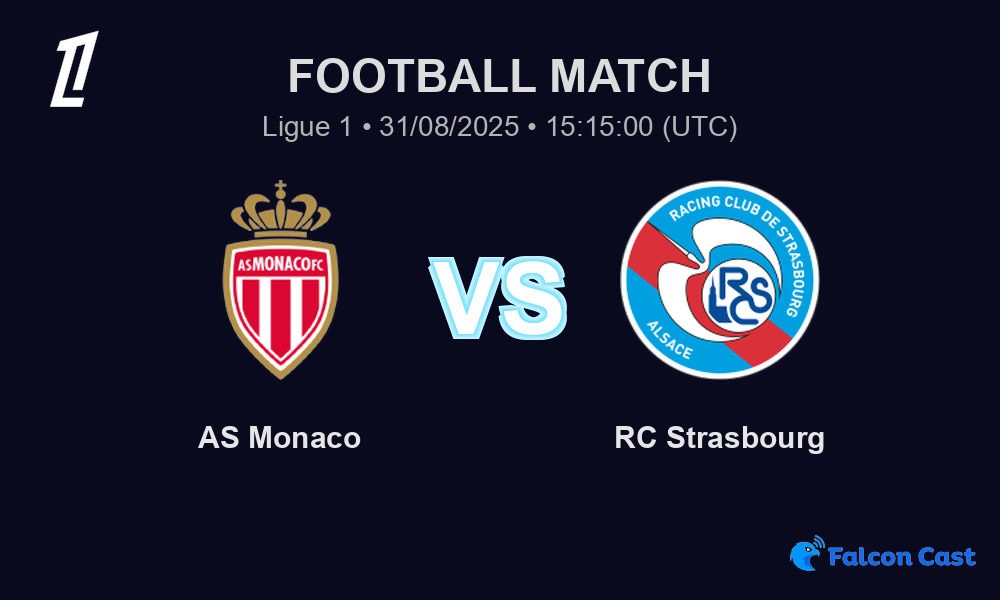 FOOTBALL MATCH
Ligue 1 • 31/08/2025 • 15:15:00 (UTC)
ASMONACOFC
RACING CLUB DE STRASBOURG
RCS
ALSACE
VS
AS Monaco
RC Strasbourg
Falcon Cast